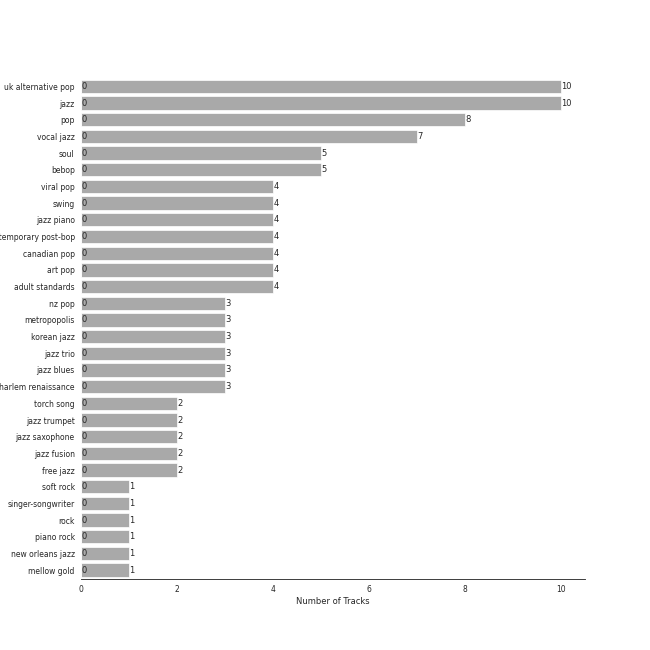 uk alternative pop 0 10
jazz 0 10
pop 0 8
vocal jazz 0 7
soul 0 5
bebop 0 5
viral pop 0 4
swing 0 4
jazz piano 0 4
temporary post-bop 0 4
canadian pop 0 4
art pop 0 4
adult standards 0 4
nz pop 0 3
metropopolis 0 3
korean jazz 0 3
jazz trio 0 3
jazz blues 0 3
harlem renaissance 0 3
torch song 0 2
jazz trumpet 0 2
jazz saxophone 0 2
jazz fusion 0 2
free jazz 0 2
soft rock 0 1
singer-songwriter 0 1
rock 0 1
piano rock 0 1
new orleans jazz 0 1
mellow gold 0 1
0 2 4 6 8 10
Number of Tracks